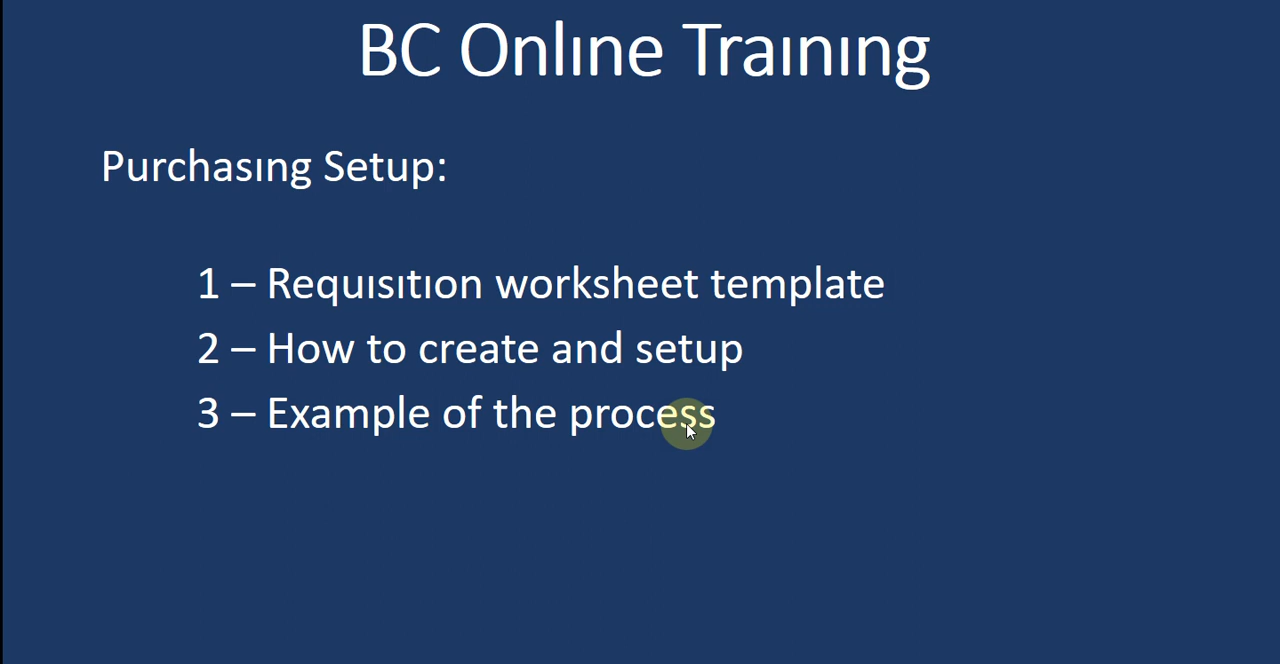 BC Online Training
Purchasing Setup:
1 – Requisition worksheet template
2 – How to create and setup
3 – Example of the process